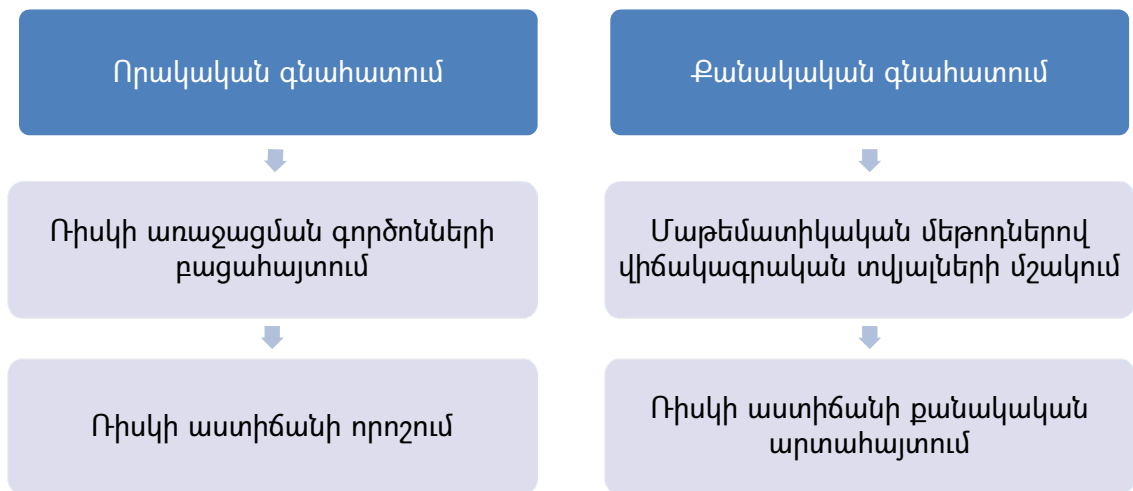 Որակական գնահատում
Ռիսկի առաջացման գործոնների
բացահայտում
Ռիսկի աստիճանի որոշում
Քանակական գնահատում
Մաթեմատիկական մեթոդներով
վիճակագրական տվյալների մշակում
Ռիսկի աստիճանի քանակական
արտահայտում